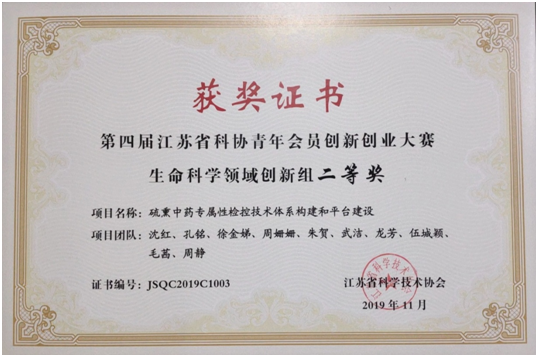 获奖证书
第四届江苏省科协青年会员创新创业大赛
生命科学领域创新组二等奖
项目名称：硫熏中药专属性检控技术体系构建和平台建设
项目团队：沈红、孔铭、徐金娣、周姗姗、朱贺、武洁、龙芳、伍城颖、
毛茜、周静
证书编号：JSQC2019C1003
江苏省科学技术协会
2019年11月